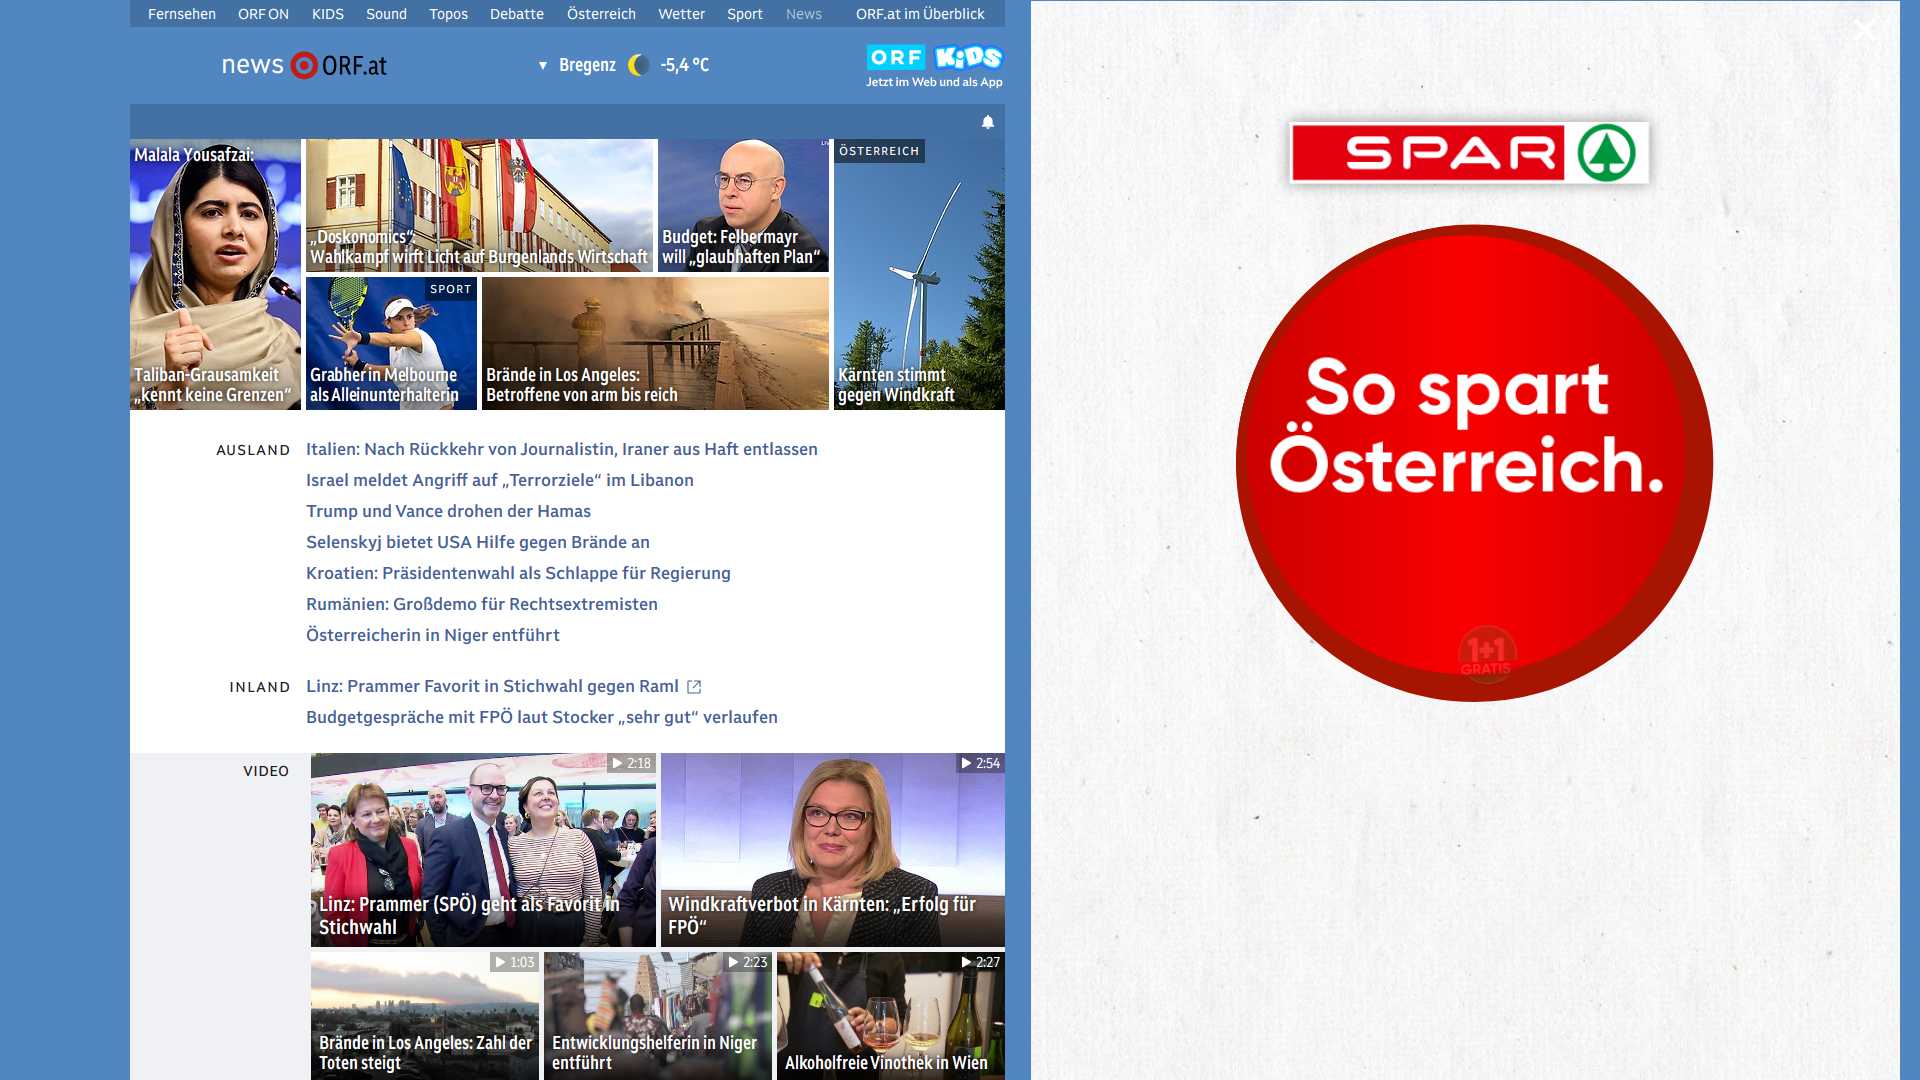 Fernsehen ORF ON KIDS Sound Topos Debatte Österreich Wetter Sport News ORF.at im Überblick
news ORF.at
▼ Bregenz -5,4 °C
ORF KiDS
Jetzt im Web und als App
Malala Yousafzai:
Taliban-Grausamkeit
„kennt keine Grenzen“
„Doskonomics“:
Wahlkampf wirft Licht auf Burgenlands Wirtschaft
Budget: Felbermayr
will „glaubhaften Plan“
ÖSTERREICH
Kärnten stimmt
gegen Windkraft
SPORT
Grabher in Melbourne
als Alleinunterhalterin
Brände in Los Angeles:
Betroffene von arm bis reich
AUSLAND
Italien: Nach Rückkehr von Journalistin, Iraner aus Haft entlassen
Israel meldet Angriff auf „Terrorziele“ im Libanon
Trump und Vance drohen der Hamas
Selenskyj bietet USA Hilfe gegen Brände an
Kroatien: Präsidentenwahl als Schlappe für Regierung
Rumänien: Großdemo für Rechtsextremisten
Österreicherin in Niger entführt
INLAND
Linz: Prammer Favorit in Stichwahl gegen Raml
Budgetgespräche mit FPÖ laut Stocker „sehr gut“ verlaufen
VIDEO
2:18
Linz: Prammer (SPÖ) geht als Favorit in
Stichwahl
2:54
Windkraftverbot in Kärnten: „Erfolg für
FPÖ“
1:03
Brände in Los Angeles: Zahl der
Toten steigt
2:23
Entwicklungshelferin in Niger
entführt
2:27
Alkoholfreie Vinothek in Wien
SPAR
So spart
Österreich.
1+1
GRATIS